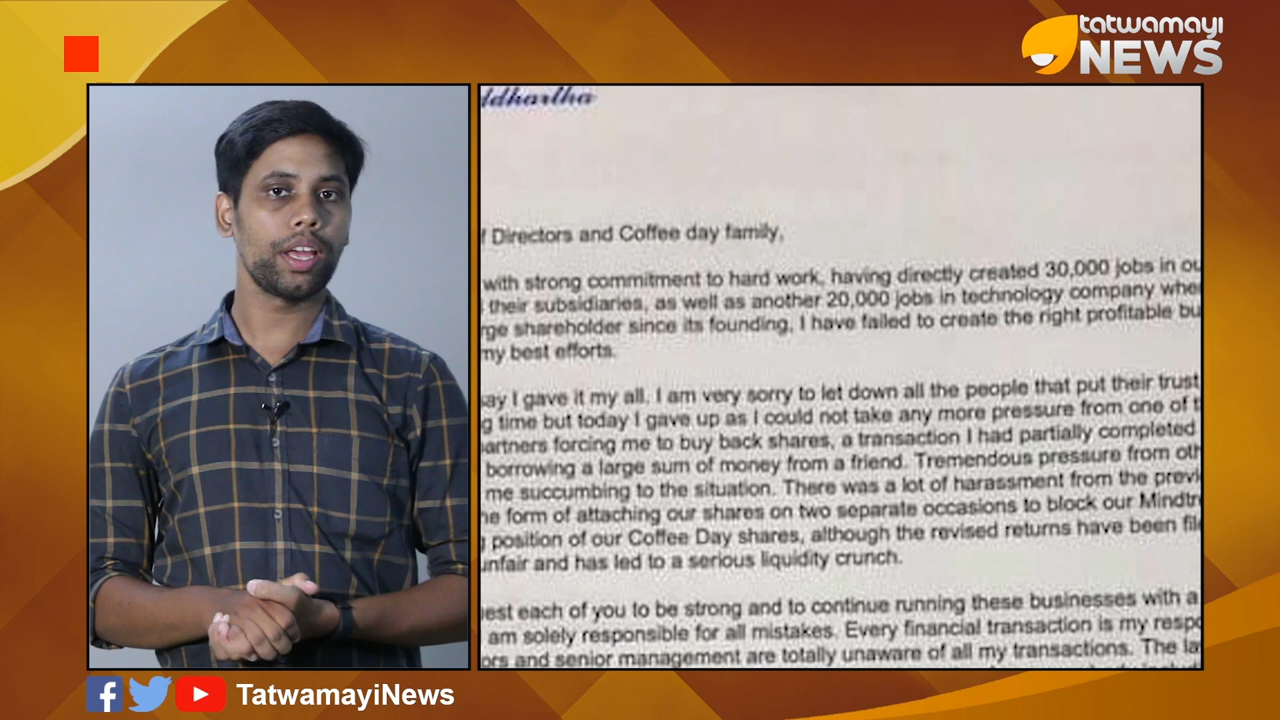 tatwamayi
NEWS
ddhartha
f Directors and Coffee day family,
with strong commitment to hard work, having directly created 30,000 jobs in ou
their subsidiaries, as well as another 20,000 jobs in technology company whe
rge shareholder since its founding, I have failed to create the right profitable bu
my best efforts.
say I gave it my all. I am very sorry to let down all the people that put their trust
g time but today I gave up as I could not take any more pressure from one of t
partners forcing me to buy back shares, a transaction I had partially completed
borrowing a large sum of money from a friend. Tremendous pressure from oth
me succumbing to the situation. There was a lot of harassment from the previ
he form of attaching our shares on two separate occasions to block our Mindtr
position of our Coffee Day shares, although the revised returns have been file
unfair and has led to a serious liquidity crunch.
uest each of you to be strong and to continue running these businesses with a
am solely responsible for all mistakes. Every financial transaction is my respo
ors and senior management are totally unaware of all my transactions. The la
TatwamayiNews